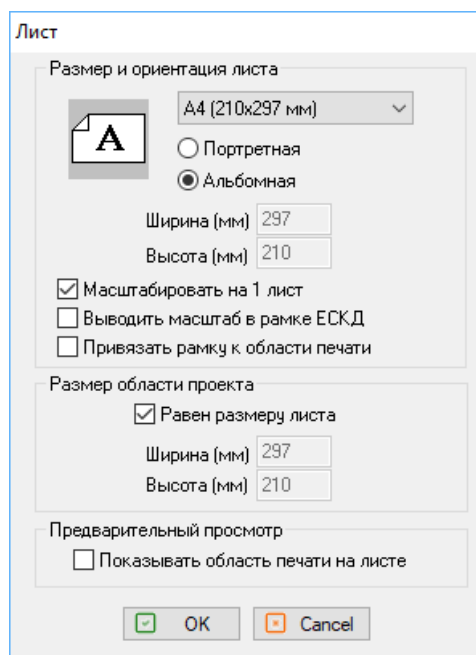 Лист
Размер и ориентация листа
A
A4 (210x297 мм)
Портретная
Альбомная
Ширина (мм) 297
Высота (мм) 210
Масштабировать на 1 лист
Выводить масштаб в рамке ЕСКД
Привязать рамку к области печати
Размер области проекта
Равен размеру листа
Ширина (мм) 297
Высота (мм) 210
Предварительный просмотр
Показывать область печати на листе
OK Cancel